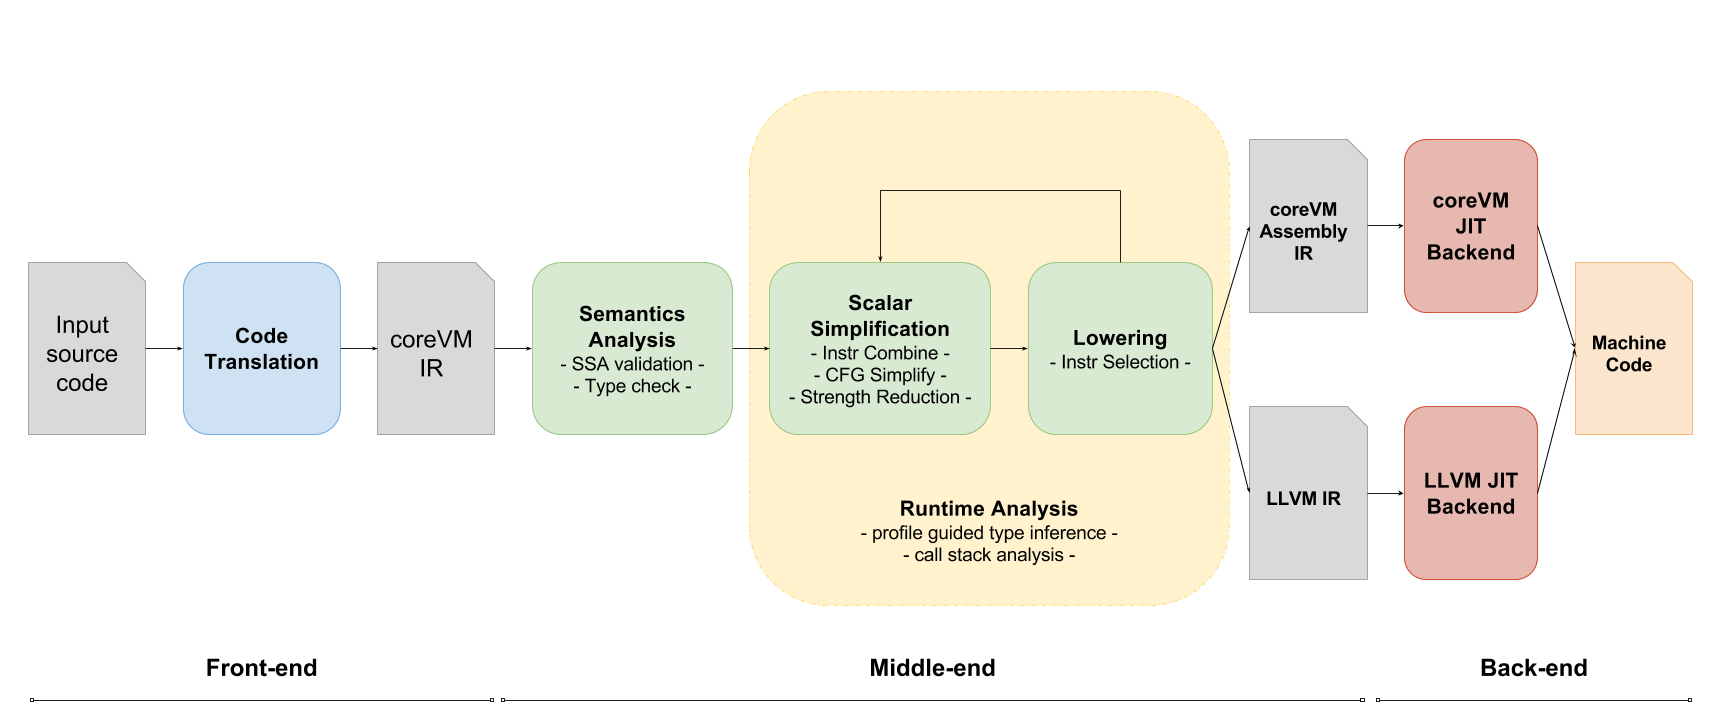 Input
source
code
Code
Translation
coreVM
IR
Semantics
Analysis
- SSA validation -
- Type check -
Scalar
Simplification
- Instr Combine -
- CFG Simplify -
- Strength Reduction -
Lowering
- Instr Selection -
Runtime Analysis
- profile guided type inference -
- call stack analysis -
coreVM
Assembly
IR
coreVM
JIT
Backend
LLVM IR
LLVM JIT
Backend
Machine
Code
Front-end
Middle-end
Back-end